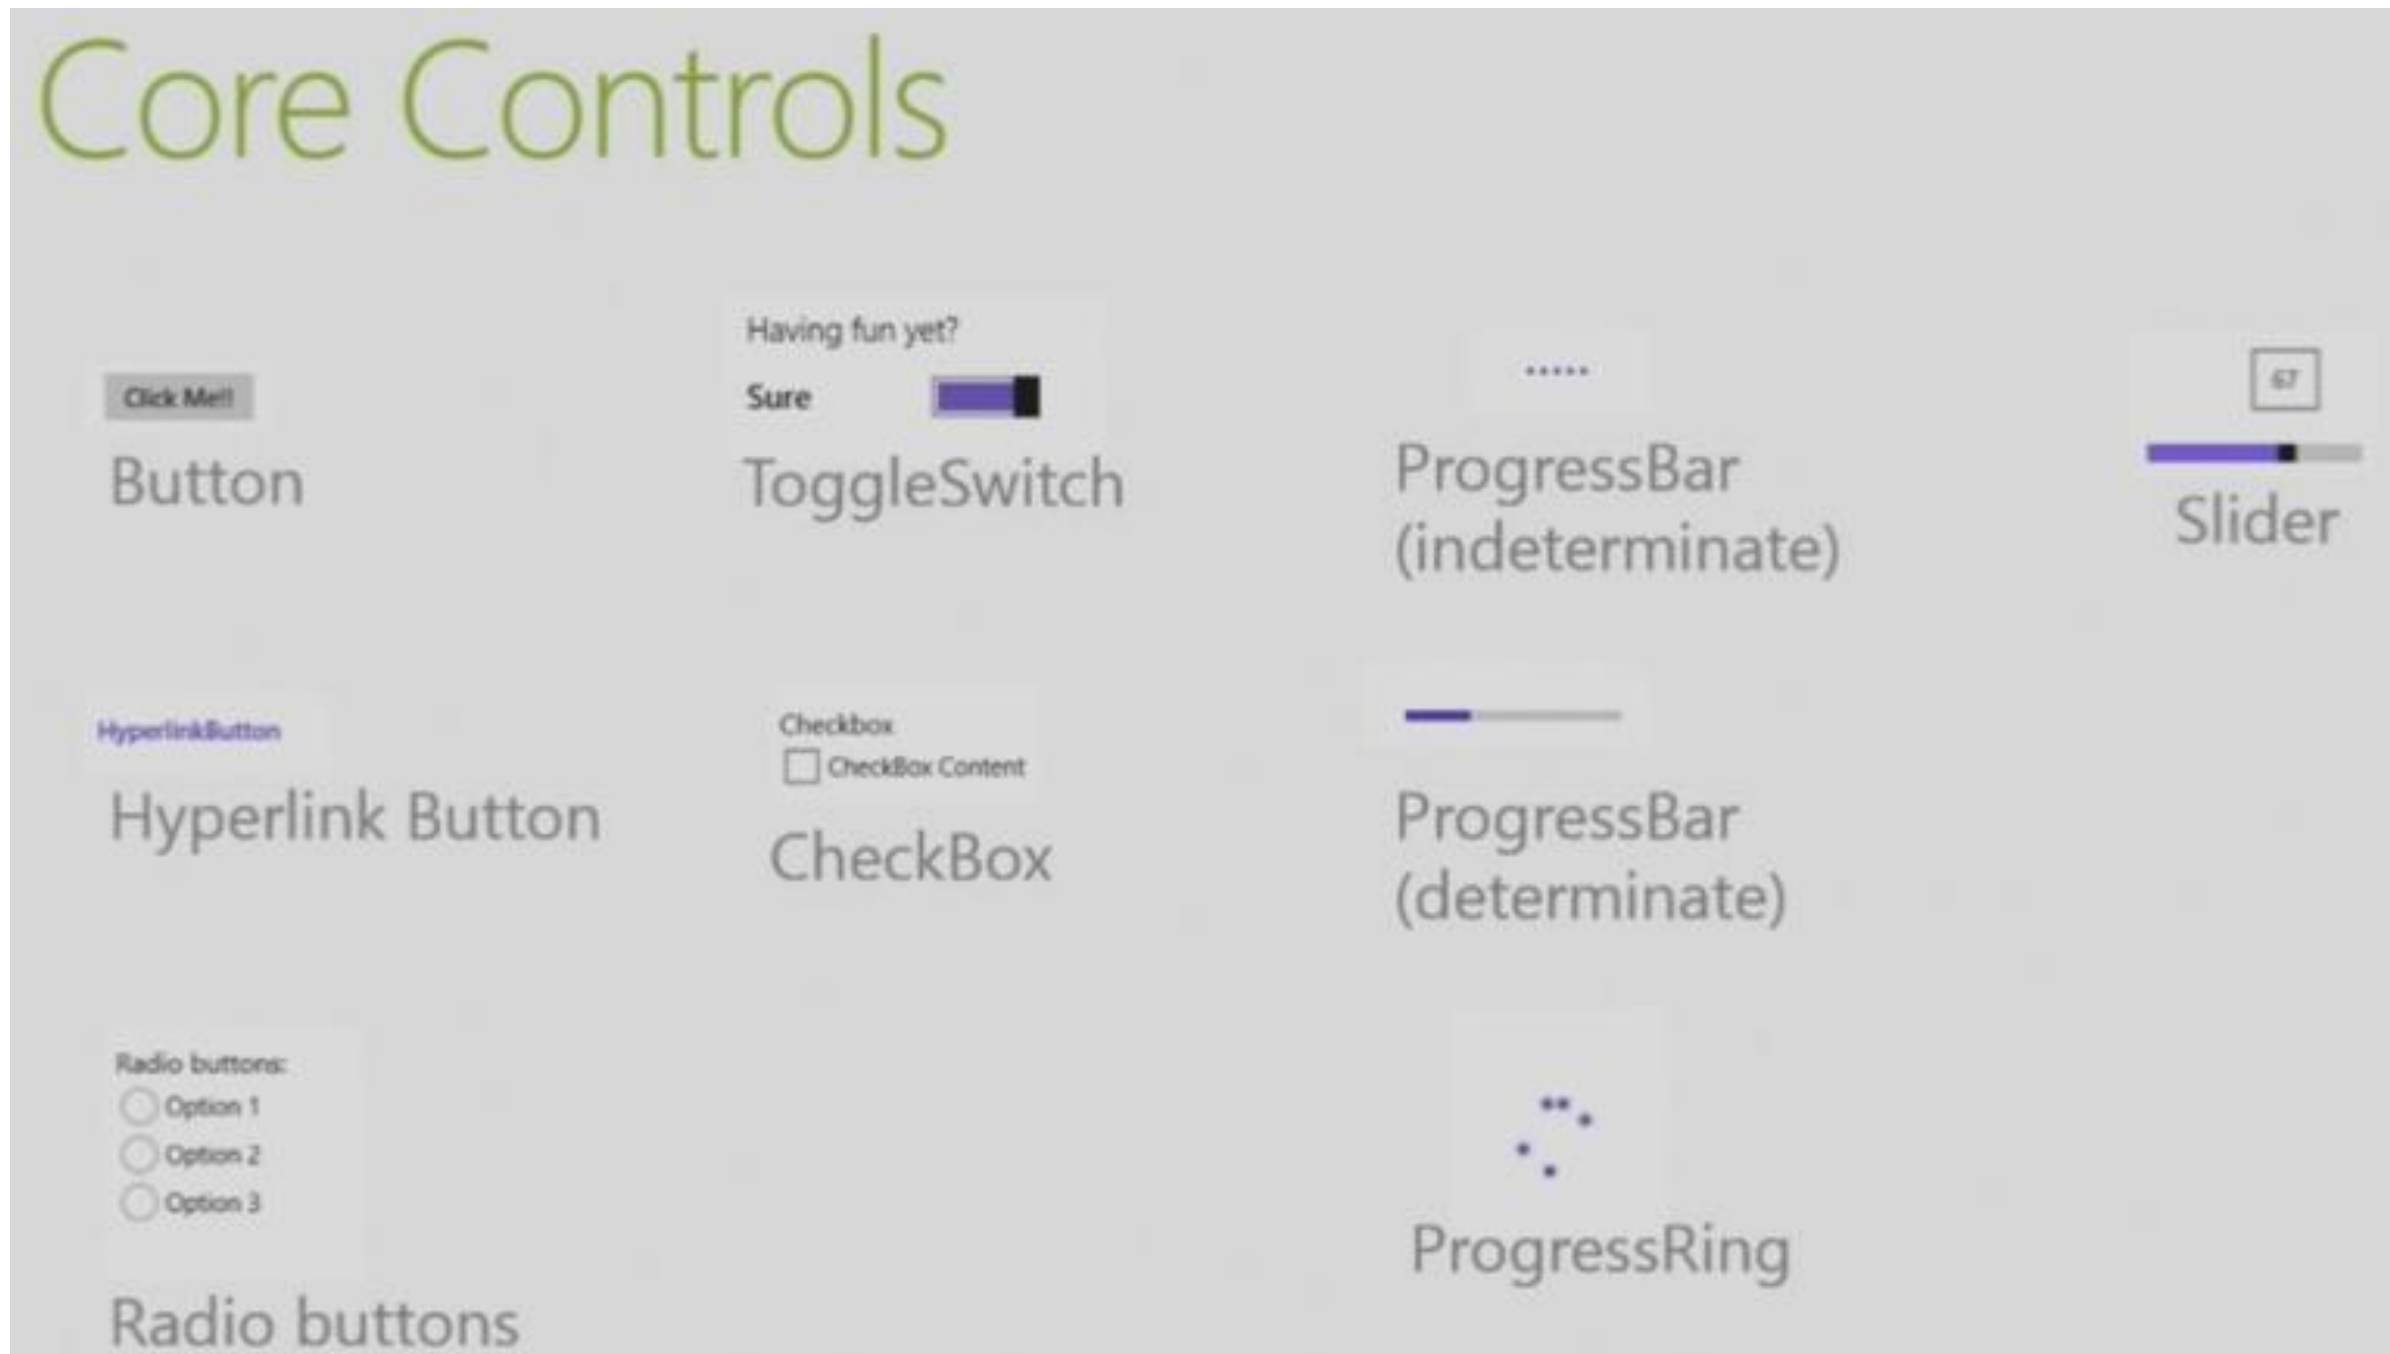 Core Controls
Click Me!!
Button
Having fun yet?
Sure
ToggleSwitch
ProgressBar
(indeterminate)
67
Slider
HyperlinkButton
Hyperlink Button
Checkbox
CheckBox Content
CheckBox
ProgressBar
(determinate)
Radio buttons:
Option 1
Option 2
Option 3
Radio buttons
ProgressRing